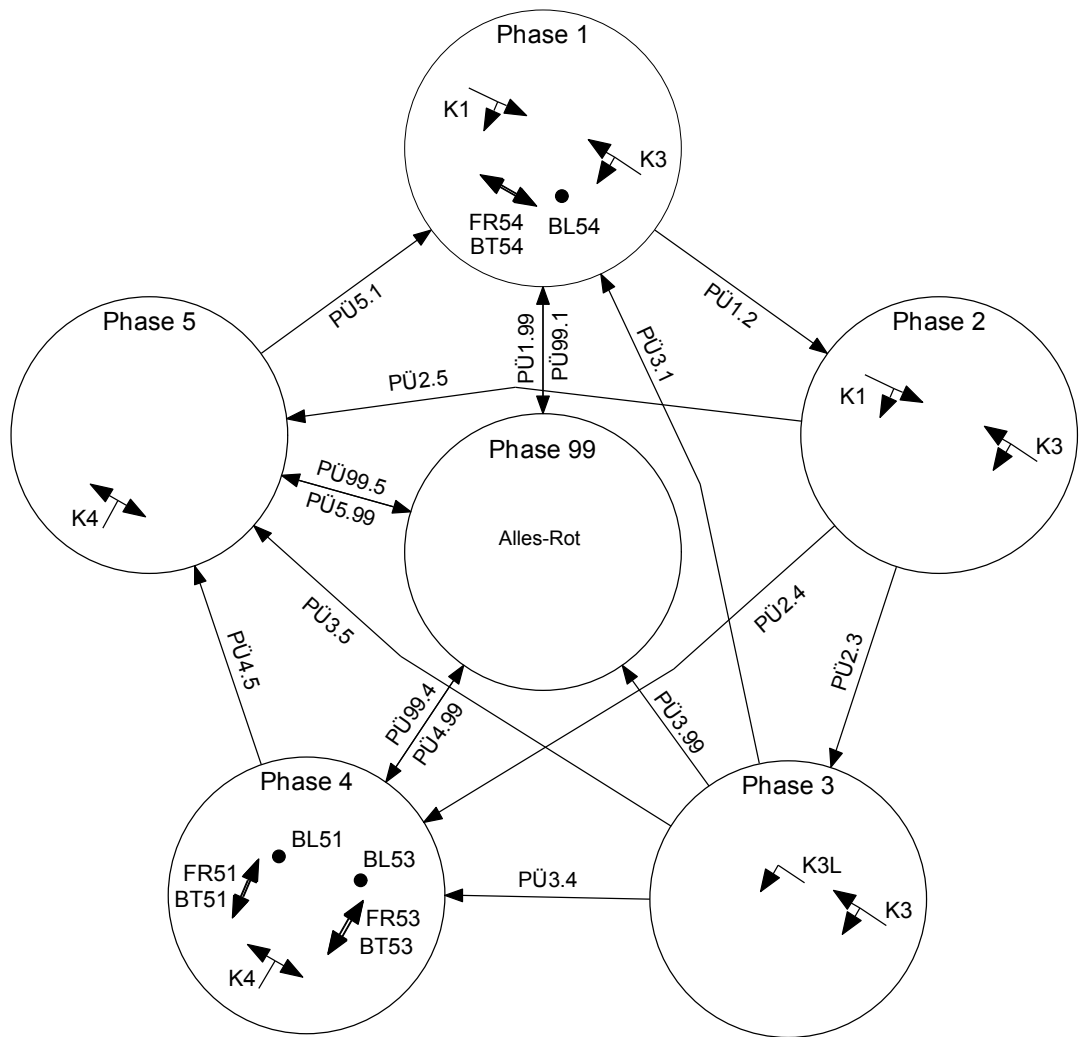 Phase 1
K1
K3
FR54
BT54
BL54
PÜ5.1
PÜ1.2
Phase 5
Phase 2
PÜ1.99
PÜ99.1
PÜ3.1
PÜ2.5
K1
K3
Phase 99
PÜ99.5
PÜ5.99
K4
Alles-Rot
PÜ3.5
PÜ2.4
PÜ2.3
PÜ4.5
PÜ99.4
PÜ4.99
PÜ3.99
Phase 4
Phase 3
BL51
BL53
FR51
BT51
FR53
BT53
K4
PÜ3.4
K3L
K3